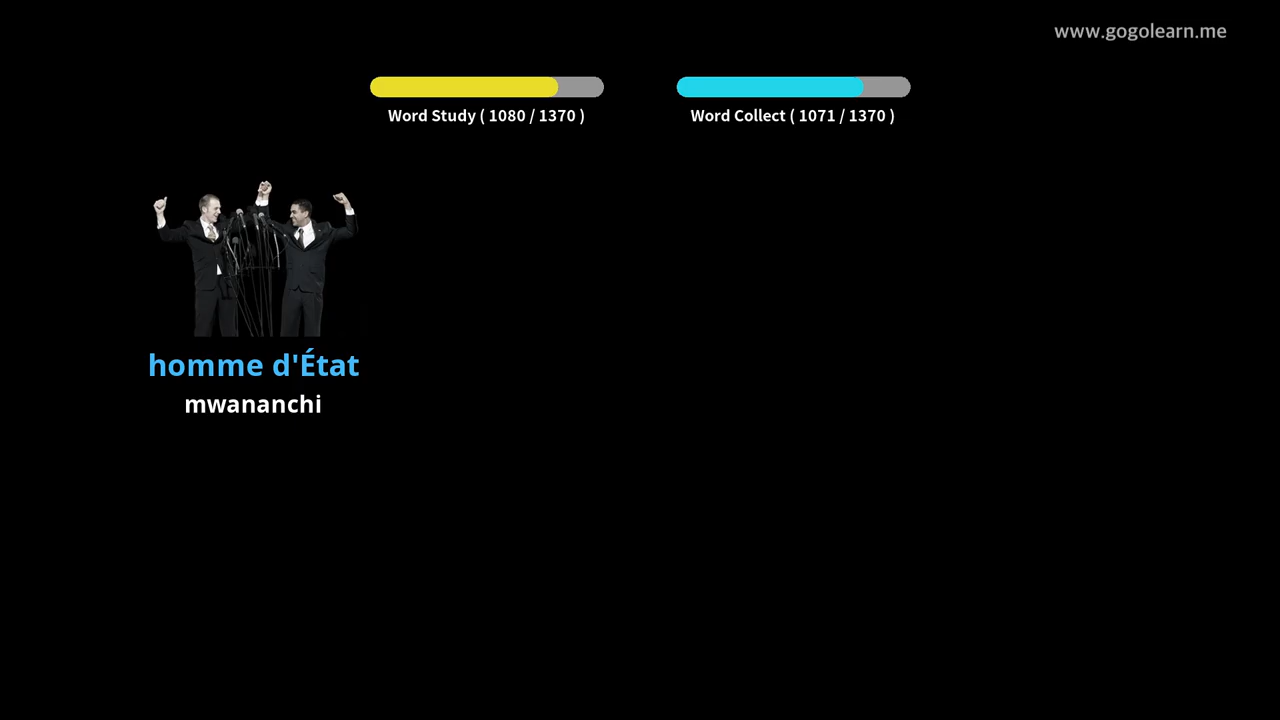 www.gogolearn.me
Word Study ( 1080 / 1370 )
Word Collect ( 1071 / 1370 )
homme d'État
mwananchi